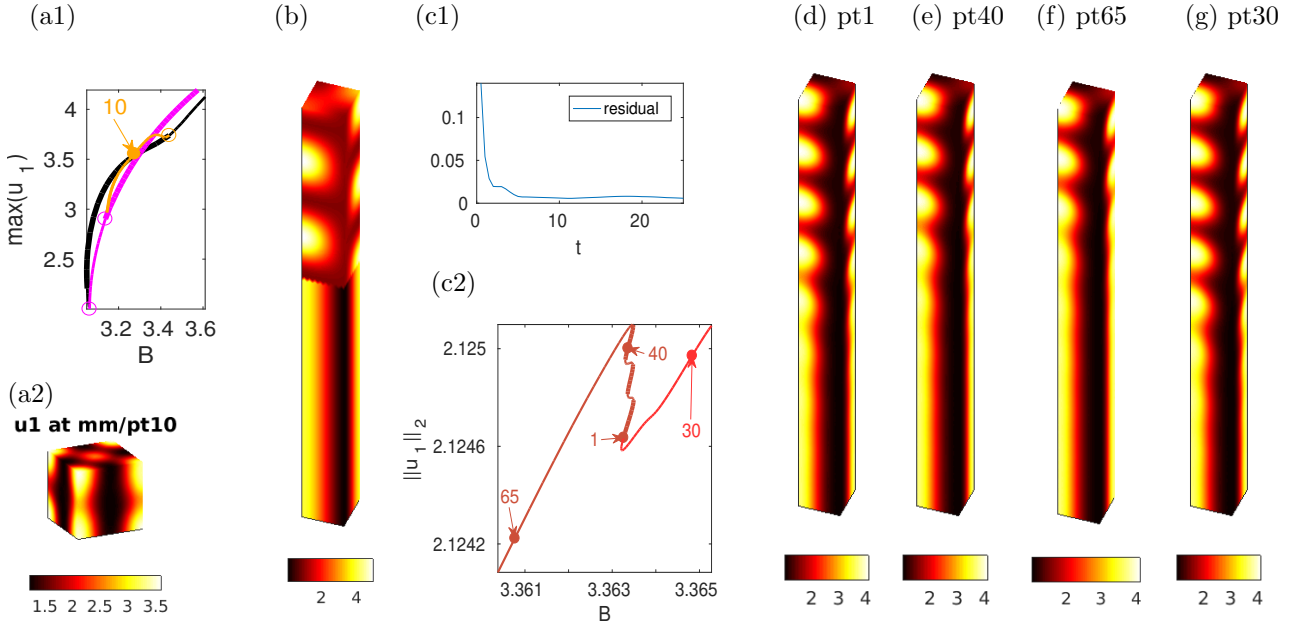 (a1)
4
3.5
3
2.5
max(u_1)
10
3.2 3.4 3.6
B
(a2)
u1 at mm/pt10
1.5 2 2.5 3 3.5
(b)
2 4
(c1)
0.1
0.05
0
residual
0 10 20
t
(c2)
2.125
2.1246
2.1242
||u_1||_2
40
1
30
65
3.361 3.363 3.365
B
(d) pt1
2 3 4
(e) pt40
2 3 4
(f) pt65
2 3 4
(g) pt30
2 3 4